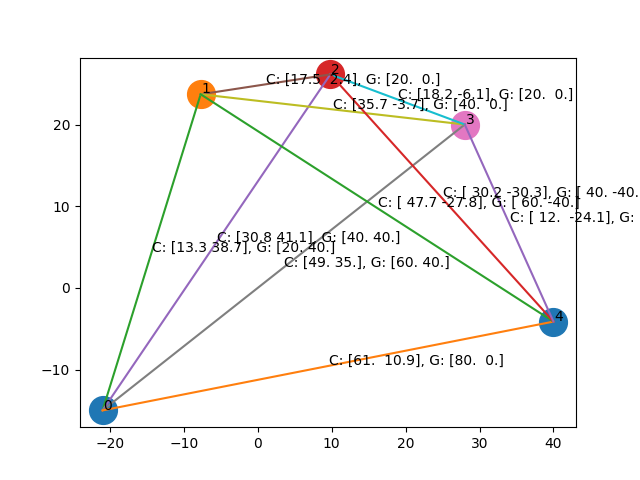 2
1
C: [17.5 2.4], G: [20. 0.]
C: [18.2 -6.1], G: [20. 0.]
C: [35.7 -3.7], G: [40. 0.]
3
20
C: [ 30.2 -30.3], G: [ 40. -40.
C: [ 47.7 -27.8], G: [ 60. -40.]
10
C: [ 12. -24.1], G:
C: [30.8 41.1], G: [40. 40.]
C: [13.3 38.7], G: [20. 40.]
C: [49. 35.], G: [60. 40.]
0
4
C: [61. 10.9], G: [80. 0.]
−10
0
−20 −10 0 10 20 30 40